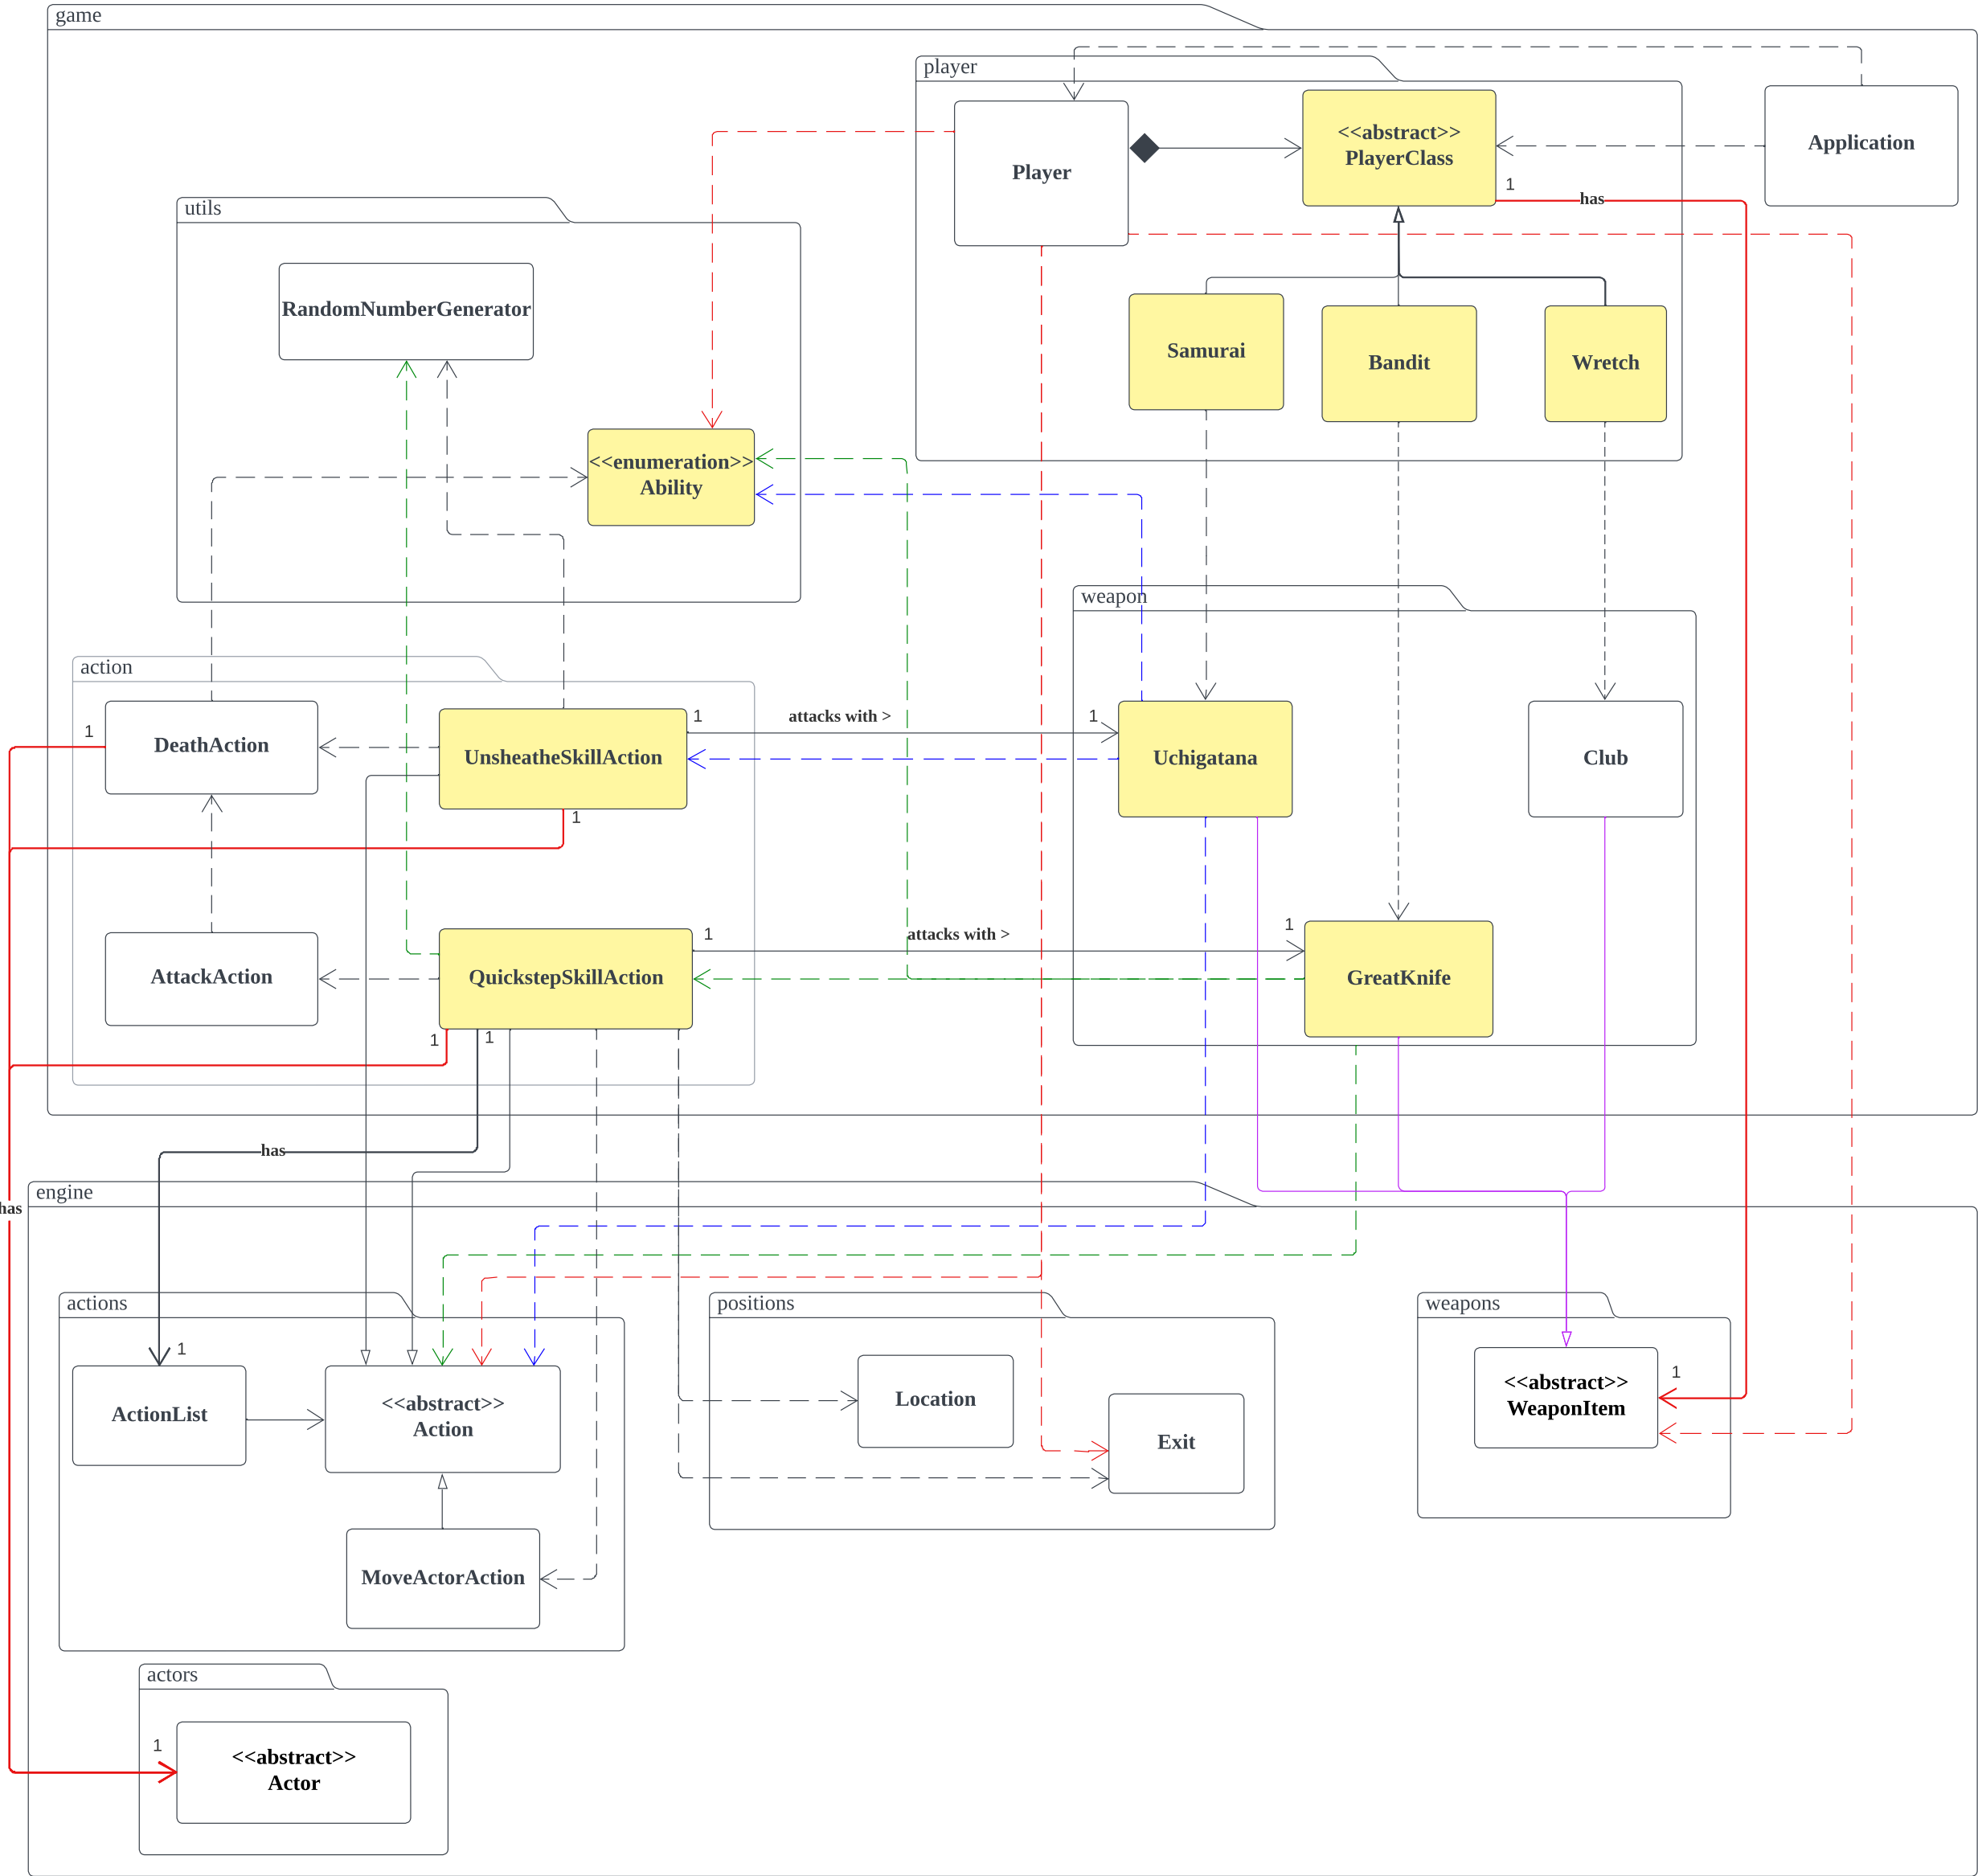 game
player
<<abstract>>
PlayerClass
Application
Player
1
has
utils
RandomNumberGenerator
Samurai
Bandit
Wretch
<<enumeration>>
Ability
weapon
action
1
DeathAction
UnsheatheSkillAction
1
attacks with >
1
Uchigatana
Club
1
AttackAction
QuickstepSkillAction
1
attacks with >
1
GreatKnife
1
1
has
engine
has
actions
positions
weapons
1
ActionList
<<abstract>>
Action
Location
Exit
<<abstract>>
WeaponItem
1
MoveActorAction
actors
1
<<abstract>>
Actor